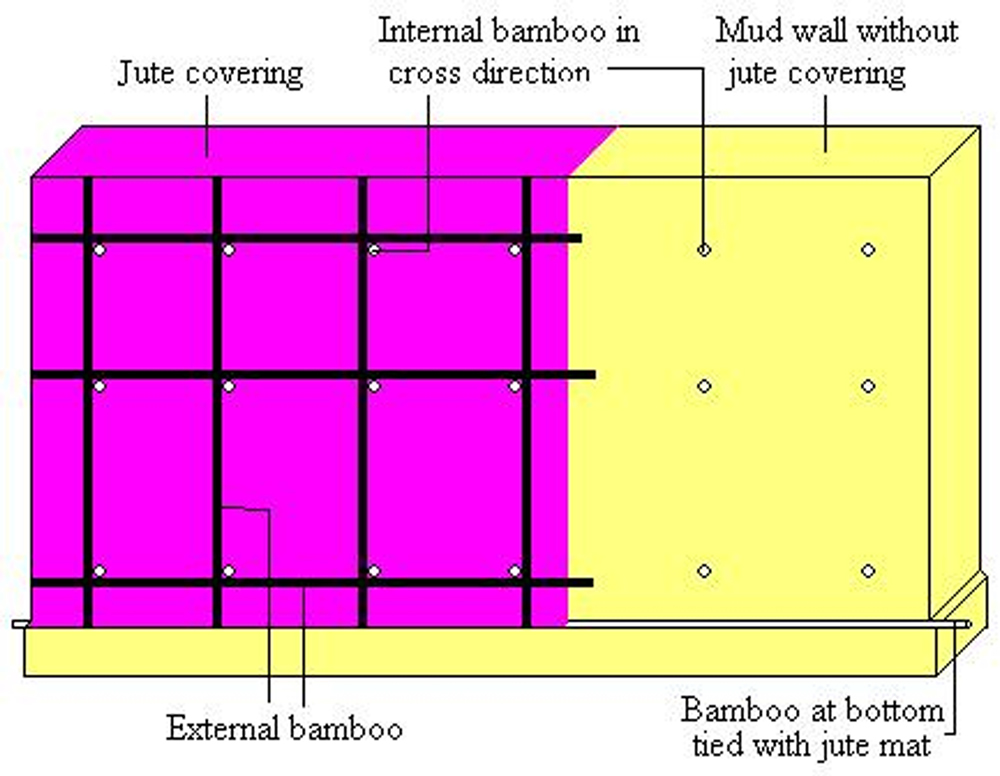 Jute covering
Internal bamboo in
cross direction
Mud wall without
jute covering
External bamboo
Bamboo at bottom
tied with jute mat